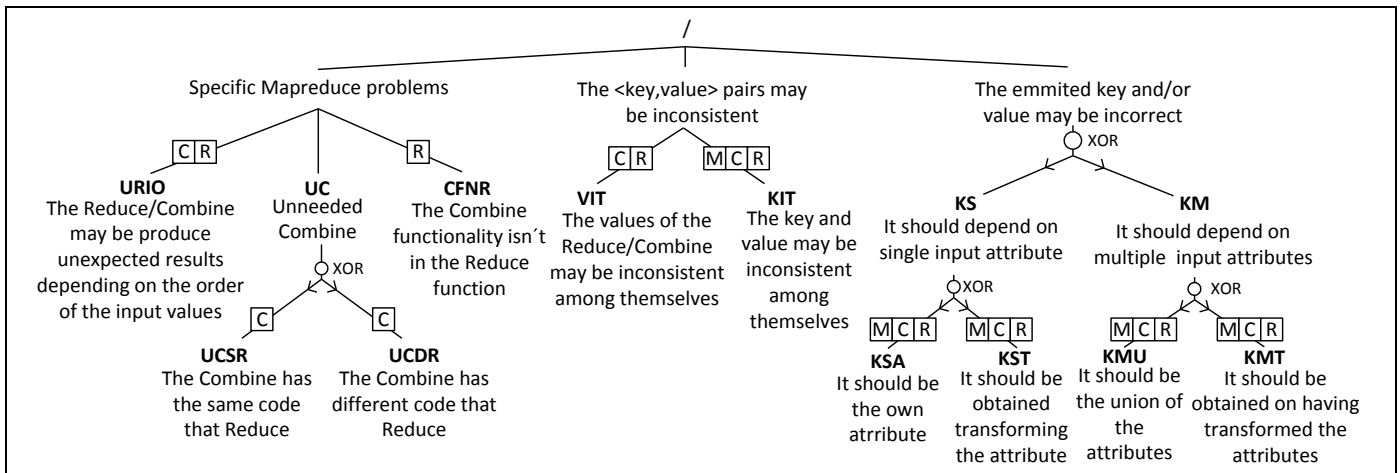 /
Specific Mapreduce problems
C R
R
URIO
The Reduce/Combine
may be produce
unexpected results
depending on the order
of the input values
UC
Unneeded
Combine
XOR
C
C
UCSR
The Combine has
the same code
that Reduce
UCDR
The Combine has
different code that
Reduce
CFNR
The Combine
functionality isn´t
in the Reduce
function
The <key,value> pairs may
be inconsistent
C R
M C R
VIT
The values of the
Reduce/Combine
may be inconsistent
among themselves
KIT
The key and
value may be
inconsistent
among
themselves
The emmited key and/or
value may be incorrect
XOR
KS
It should depend on
single input attribute
XOR
M C R
M C R
KSA
It should be
the own
atrribute
KST
It should be
obtained
transforming
the attribute
KM
It should depend on
multiple input attributes
XOR
M C R
M C R
KMU
It should be
the union of
the
attributes
KMT
It should be
obtained on having
transformed the
attributes